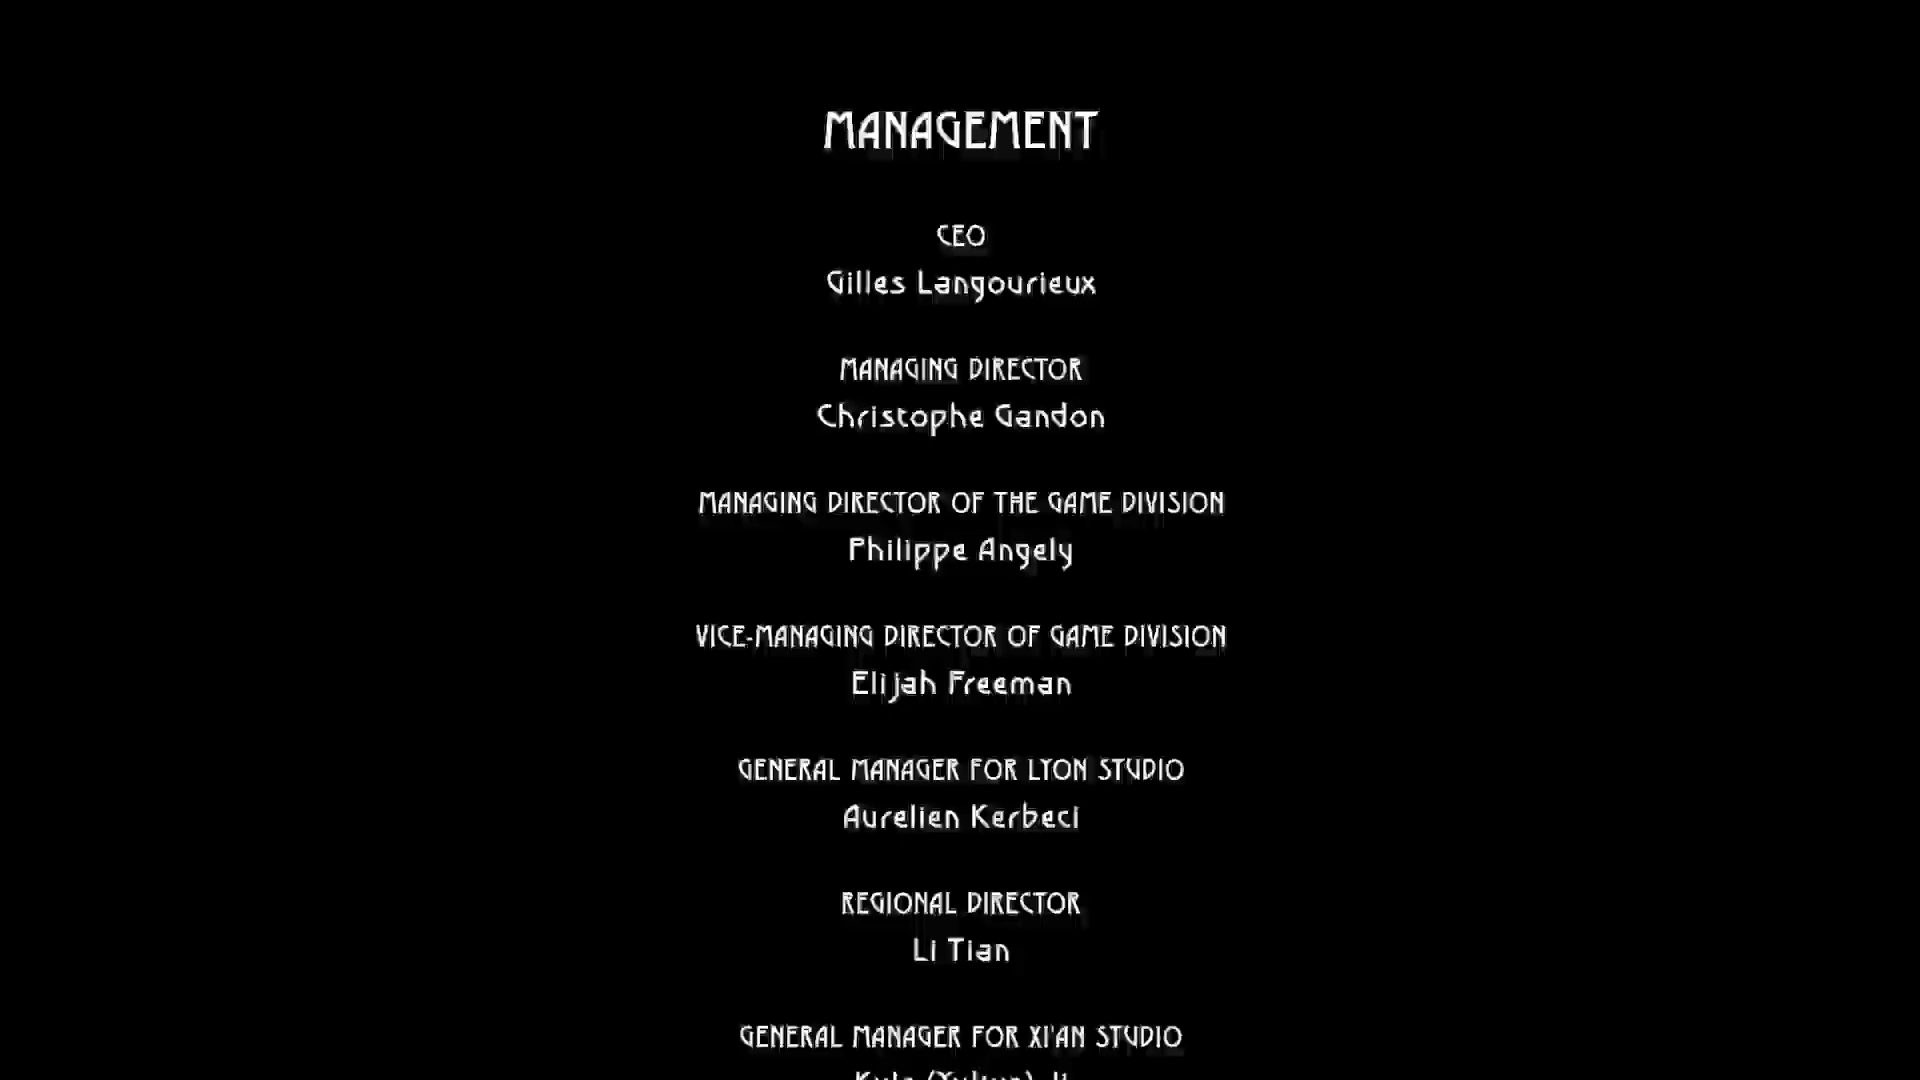 MANAGEMENT
CEO
Gilles Langourieux
MANAGING DIRECTOR
Christophe Gandon
MANAGING DIRECTOR OF THE GAME DIVISION
Philippe Angely
VICE-MANAGING DIRECTOR OF GAME DIVISION
Elijah Freeman
GENERAL MANAGER FOR LYON STUDIO
Aurelien Kerbeci
REGIONAL DIRECTOR
Li Tian
GENERAL MANAGER FOR XI'AN STUDIO